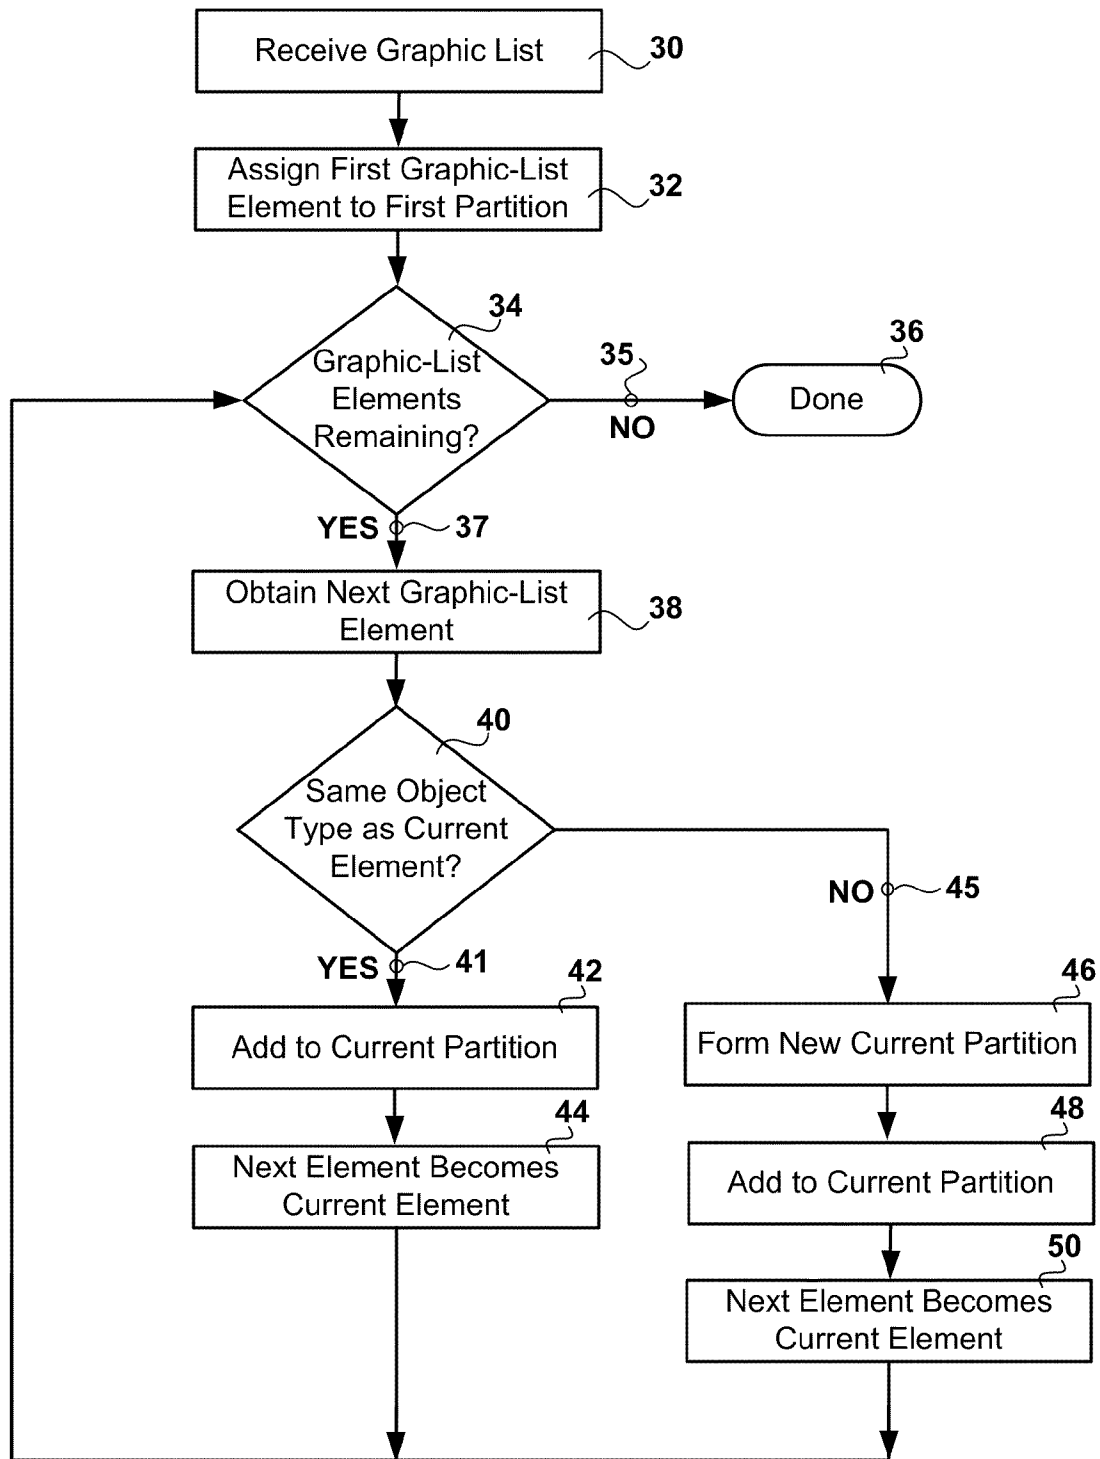 Receive Graphic List
30
Assign First Graphic-List
Element to First Partition
32
34
Graphic-List
Elements
Remaining?
35
NO
36
Done
YES
37
Obtain Next Graphic-List
Element
38
40
Same Object
Type as Current
Element?
NO
45
YES
41
42
Add to Current Partition
46
Form New Current Partition
44
Next Element Becomes
Current Element
48
Add to Current Partition
50
Next Element Becomes
Current Element